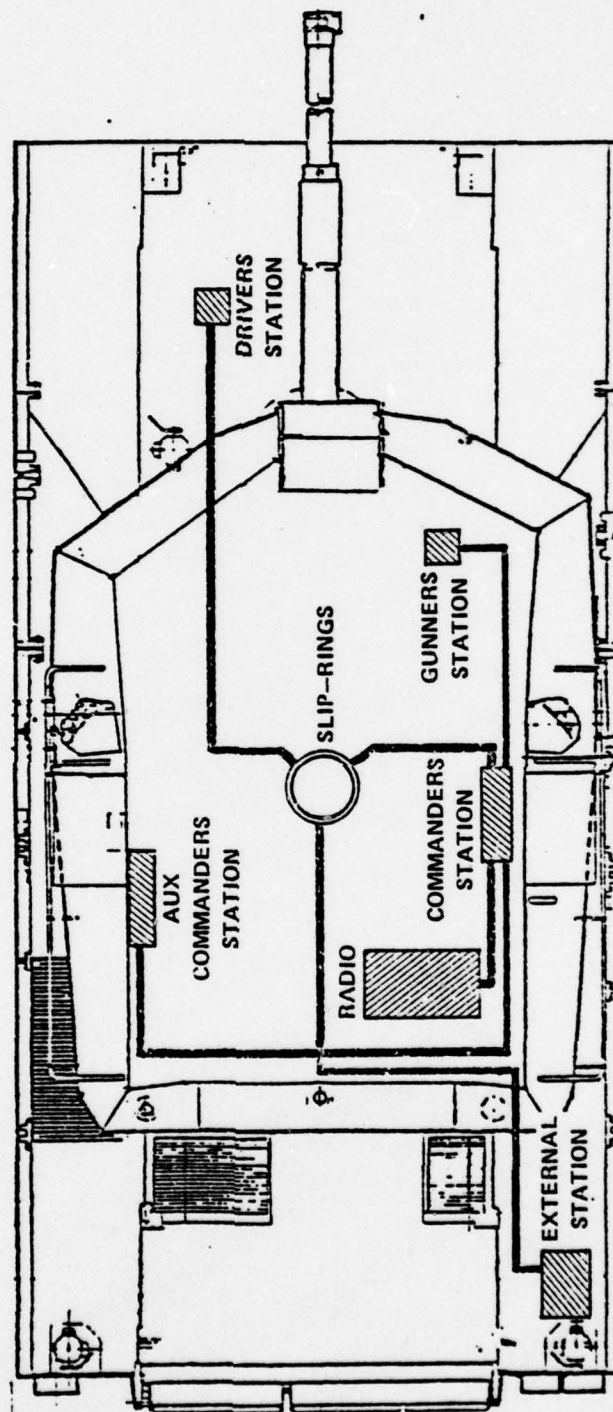 DRIVERS
STATION
SLIP–RINGS
GUNNERS
STATION
AUX
COMMANDERS
STATION
COMMANDERS
STATION
RADIO
EXTERNAL
STATION